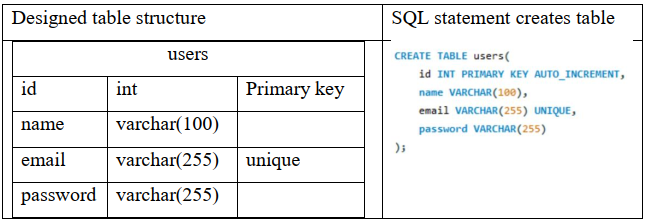 Designed table structure
users
id int Primary key
name varchar(100)
email varchar(255) unique
password varchar(255)
SQL statement creates table
CREATE TABLE users(
id INT PRIMARY KEY AUTO_INCREMENT,
name VARCHAR(100),
email VARCHAR(255) UNIQUE,
password VARCHAR(255)
);